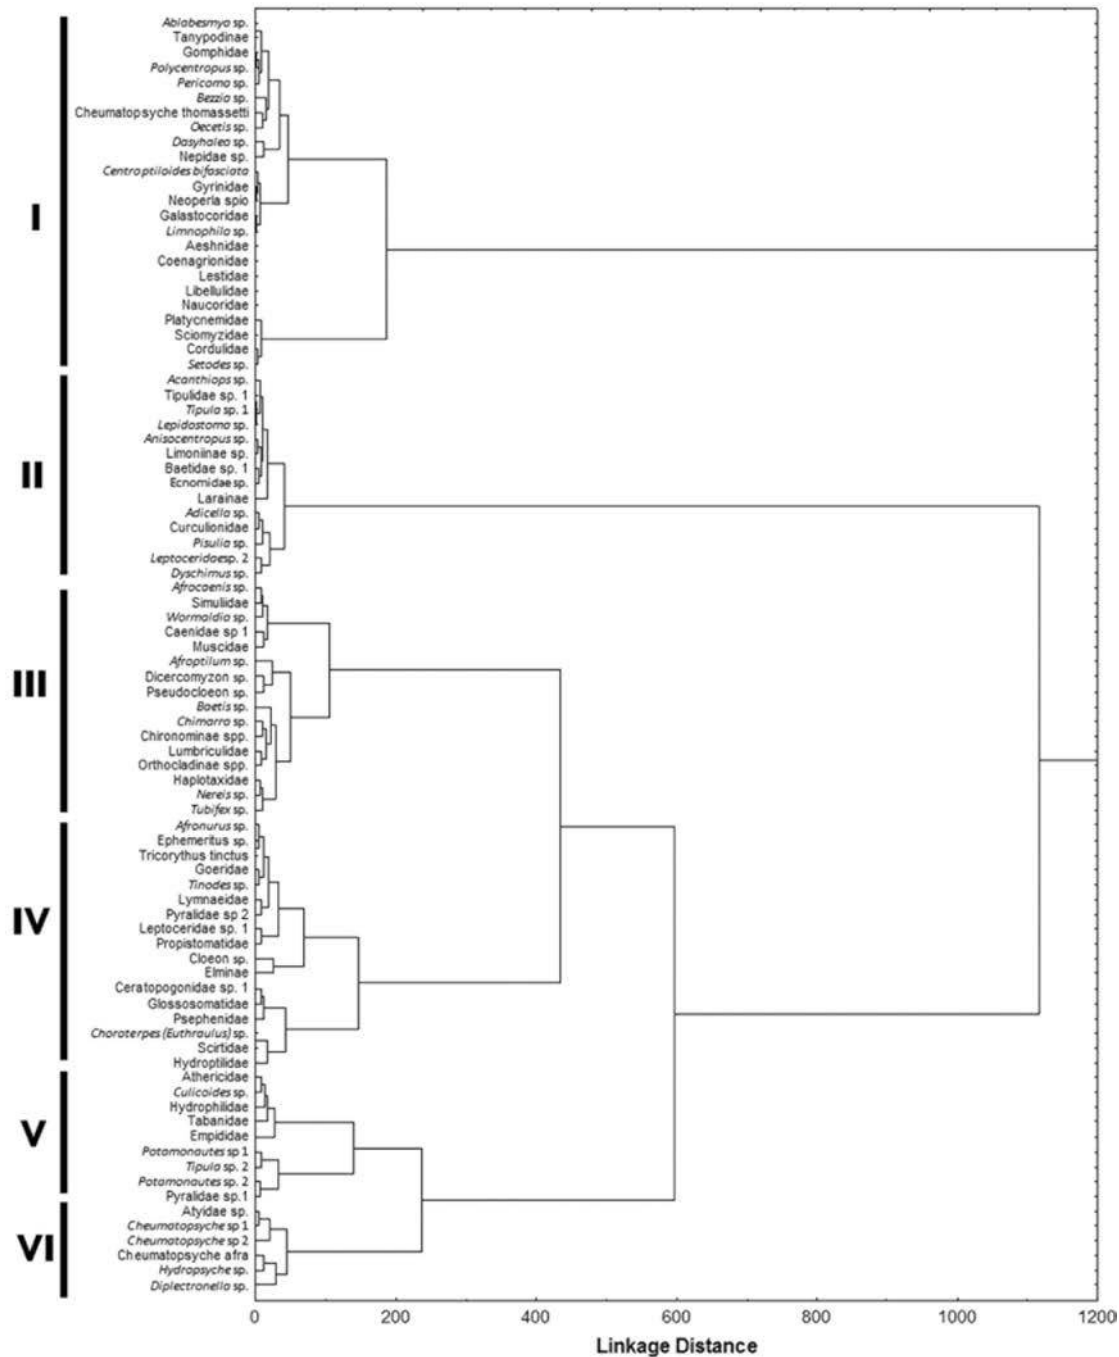 I
II
III
IV
V
VI
Ablabesmya sp.
Tanypodinae
Gomphidae
Polycentropus sp.
Pericoma sp.
Bezzia sp.
Cheumatopsyche thomassetti
Oecetis sp.
Dasyhalea sp.
Nepidae sp.
Centroptiloides bifasciata
Gyrinidae
Neoperla spio
Galastocoridae
Limnophila sp.
Aeshnidae
Coenagrionidae
Lestidae
Libellulidae
Naucoridae
Platycnemidae
Sciomyzidae
Cordulidae
Setodes sp.
Acanthiops sp.
Tipulidae sp. 1
Tipula sp. 1
Lepidostoma sp.
Anisocentropus sp.
Limoniinae sp.
Baetidae sp. 1
Ecnomidae sp.
Larainae
Adicella sp.
Curculionidae
Pisulia sp.
Leptoceridaesp. 2
Dyschimus sp.
Afrocaenis sp.
Simuliidae
Wormaldia sp.
Caenidae sp 1
Muscidae
Afroptilum sp.
Dicercomyzon sp.
Pseudocloeon sp.
Baetis sp.
Chimarra sp.
Chironominae spp.
Lumbriculidae
Orthocladinae spp.
Haplotaxidae
Nereis sp.
Tubifex sp.
Afronurus sp.
Ephemeritus sp.
Tricorythus tinctus
Goeridae
Tinodes sp.
Lymnaeidae
Pyralidae sp 2
Leptoceridae sp. 1
Propistomatidae
Cloeon sp.
Elminae
Ceratopogonidae sp. 1
Glossosomatidae
Psephenidae
Choroterpes (Euthraulus) sp.
Scirtidae
Hydroptilidae
Athericidae
Culicoides sp.
Hydrophilidae
Tabanidae
Empididae
Potamonautes sp 1
Tipula sp. 2
Potamonautes sp. 2
Pyralidae sp.1
Atyidae sp.
Cheumatopsyche sp 1
Cheumatopsyche sp 2
Cheumatopsyche afra
Hydropsyche sp.
Diplectronella sp.
0 200 400 600 800 1000 1200
Linkage Distance